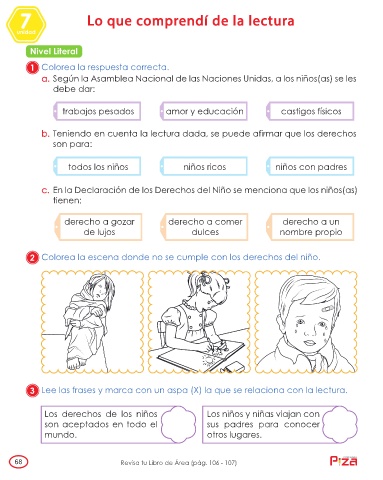 7
unidad
Lo que comprendí de la lectura
Nivel Literal
1 Colorea la respuesta correcta.
a. Según la Asamblea Nacional de las Naciones Unidas, a los niños(as) se les
debe dar:
trabajos pesados amor y educación castigos físicos
b. Teniendo en cuenta la lectura dada, se puede afirmar que los derechos
son para:
todos los niños niños ricos niños con padres
c. En la Declaración de los Derechos del Niño se menciona que los niños(as)
tienen:
derecho a gozar derecho a comer derecho a un
de lujos dulces nombre propio
2 Colorea la escena donde no se cumple con los derechos del niño.
3 Lee las frases y marca con un aspa (X) la que se relaciona con la lectura.
Los derechos de los niños
son aceptados en todo el
mundo.
Los niños y niñas viajan con
sus padres para conocer
otros lugares.
68
Revisa tu Libro de Área (pág. 106 - 107)